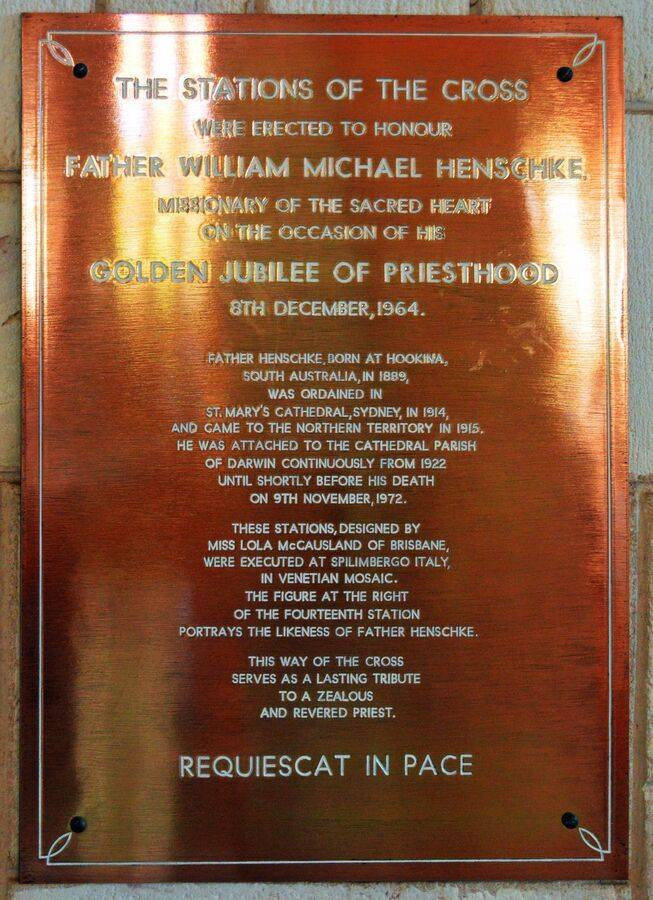 THE STATIONS OF THE CROSS
WERE ERECTED TO HONOUR
FATHER WILLIAM MICHAEL HENSCHKE,
MISSIONARY OF THE SACRED HEART
ON THE OCCASION OF HIS
GOLDEN JUBILEE OF PRIESTHOOD
8TH DECEMBER, 1964.
FATHER HENSCHKE, BORN AT HOOKINA,
SOUTH AUSTRALIA, IN 1889,
WAS ORDAINED IN
ST. MARY'S CATHEDRAL, SYDNEY, IN 1914,
AND CAME TO THE NORTHERN TERRITORY IN 1915.
HE WAS ATTACHED TO THE CATHEDRAL PARISH
OF DARWIN CONTINUOUSLY FROM 1922
UNTIL SHORTLY BEFORE HIS DEATH
ON 9TH NOVEMBER, 1972.
THESE STATIONS, DESIGNED BY
MISS LOLA McCAUSLAND OF BRISBANE,
WERE EXECUTED AT SPILIMBERGO ITALY,
IN VENETIAN MOSAIC.
THE FIGURE AT THE RIGHT
OF THE FOURTEENTH STATION
PORTRAYS THE LIKENESS OF FATHER HENSCHKE.
THIS WAY OF THE CROSS
SERVES AS A LASTING TRIBUTE
TO A ZEALOUS
AND REVERED PRIEST.
REQUIESCAT IN PACE